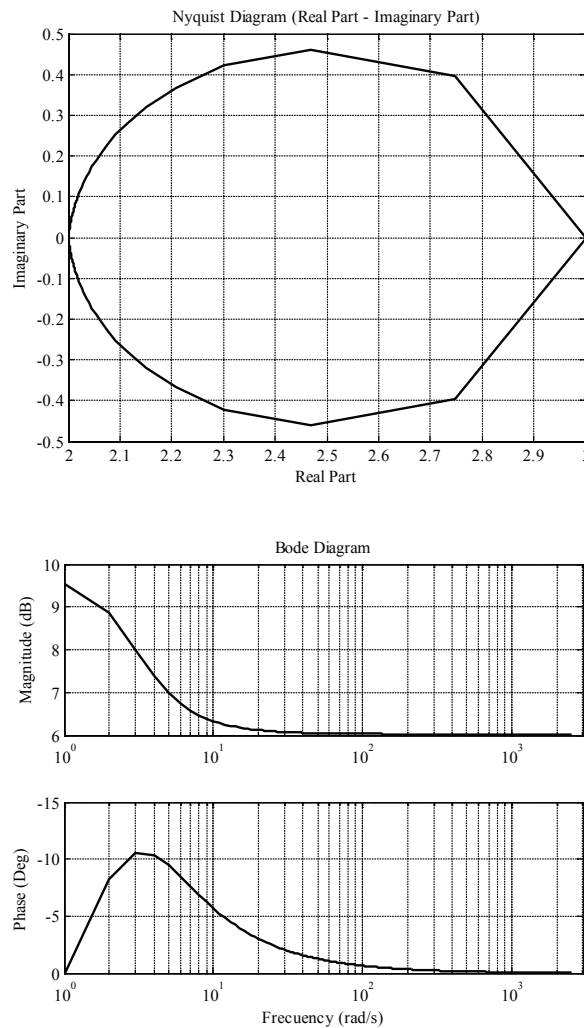 Nyquist Diagram (Real Part - Imaginary Part)
0.5
0.4
0.3
0.2
0.1
0
-0.1
-0.2
-0.3
-0.4
-0.5
Imaginary Part
2 2.1 2.2 2.3 2.4 2.5 2.6 2.7 2.8 2.9
Real Part
Bode Diagram
10
9
8
7
6
Magnitude (dB)
10^0 10^1 10^2 10^3
-15
-10
-5
0
Phase (Deg)
10^0 10^1 10^2 10^3
Frecuency (rad/s)